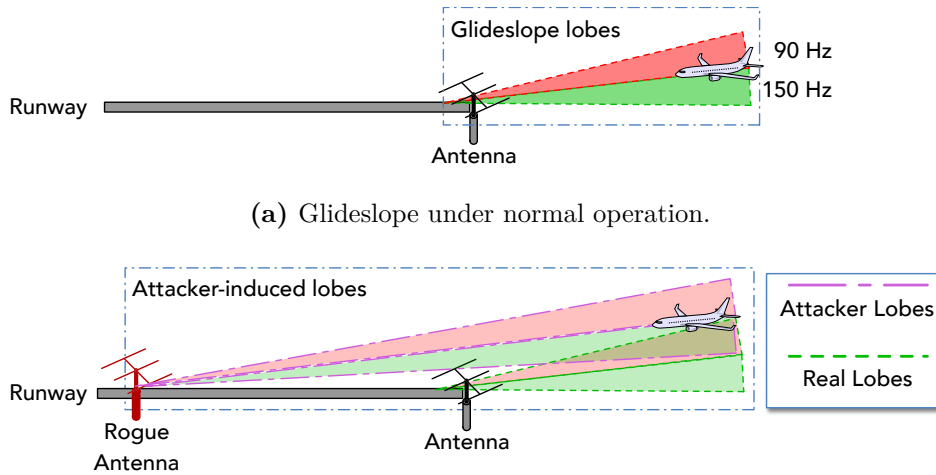 Glideslope lobes
90 Hz
150 Hz
Runway
Antenna
(a) Glideslope under normal operation.
Attacker-induced lobes
Attacker Lobes
Real Lobes
Runway
Rogue
Antenna
Antenna